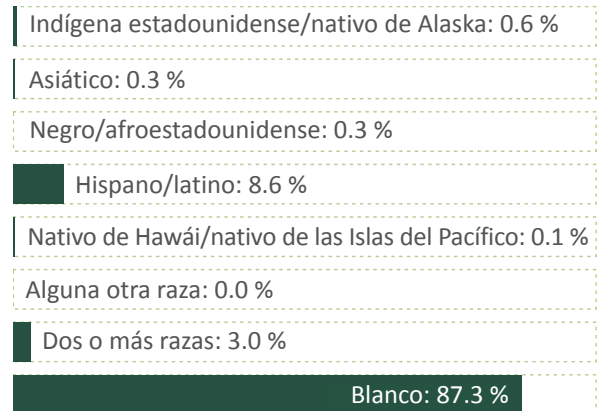 Indígena estadounidense/nativo de Alaska: 0.6 %
Asiático: 0.3 %
Negro/afroestadounidense: 0.3 %
Hispano/latino: 8.6 %
Nativo de Hawái/nativo de las Islas del Pacífico: 0.1 %
Alguna otra raza: 0.0 %
Dos o más razas: 3.0 %
Blanco: 87.3 %